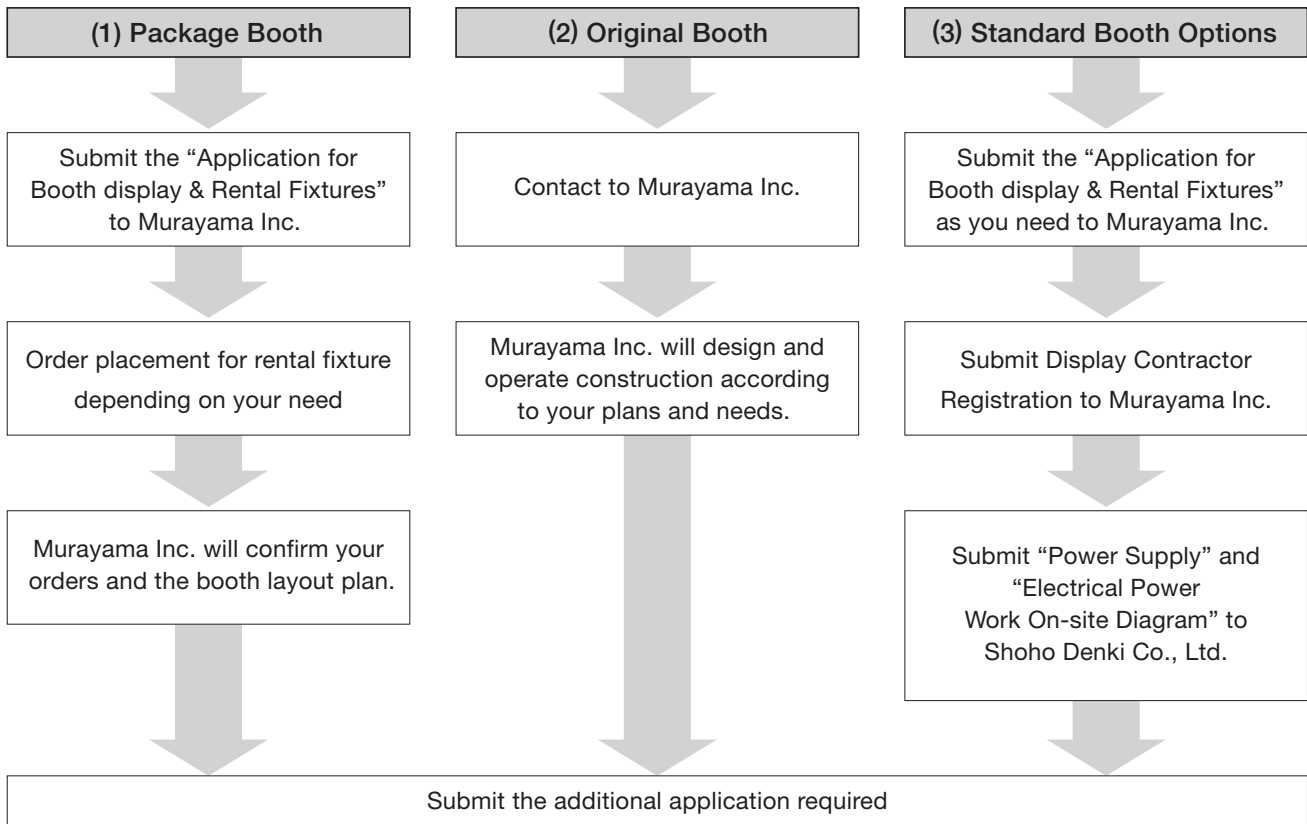 (1) Package Booth
Submit the “Application for
Booth display & Rental Fixtures”
to Murayama Inc.
Order placement for rental fixture
depending on your need
Murayama Inc. will confirm your
orders and the booth layout plan.
(2) Original Booth
Contact to Murayama Inc.
Murayama Inc. will design and
operate construction according
to your plans and needs.
(3) Standard Booth Options
Submit the “Application for
Booth display & Rental Fixtures”
as you need to Murayama Inc.
Submit Display Contractor
Registration to Murayama Inc.
Submit “Power Supply” and
“Electrical Power
Work On-site Diagram” to
Shoho Denki Co., Ltd.
Submit the additional application required